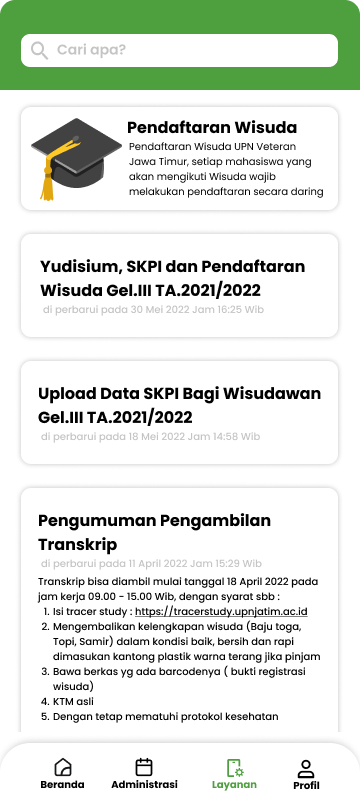 Cari apa?
Pendaftaran Wisuda
Pendaftaran Wisuda UPN Veteran
Jawa Timur, setiap mahasiswa yang
akan mengikuti Wisuda wajib
melakukan pendaftaran secara daring
Yudisium, SKPI dan Pendaftaran
Wisuda Gel.III TA.2021/2022
di perbarui pada 30 Mei 2022 Jam 16:25 Wib
Upload Data SKPI Bagi Wisudawan
Gel.III TA.2021/2022
di perbarui pada 18 Mei 2022 Jam 14:58 Wib
Pengumuman Pengambilan
Transkrip
di perbarui pada 11 April 2022 Jam 15:29 Wib
Transkrip bisa diambil mulai tanggal 18 April 2022 pada
jam kerja 09.00 - 15.00 Wib, dengan syarat sbb :
1. Isi tracer study : https://tracerstudy.upnjatim.ac.id
2. Mengembalikan kelengkapan wisuda (Baju toga,
Topi, Samir) dalam kondisi baik, bersih dan rapi
dimasukan kantong plastik warna terang jika pinjam
3. Bawa berkas yg ada barcodenya ( bukti registrasi
wisuda)
4. KTM asli
5. Dengan tetap mematuhi protokol kesehatan
Beranda
Administrasi
Layanan
Profil